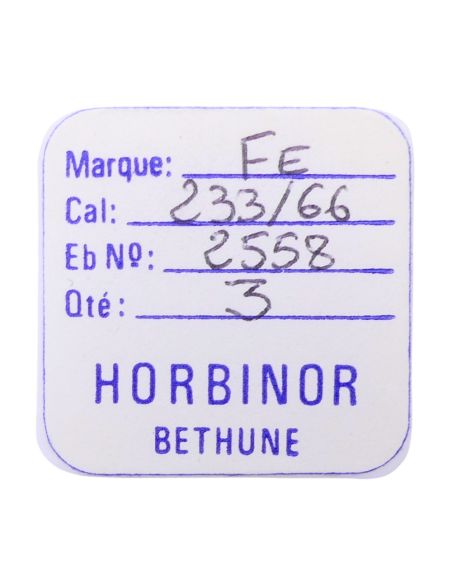 Marque: FE
Cal: 233/66
Eb Nº: 2558
Qté: 3
HORBINOR
BETHUNE